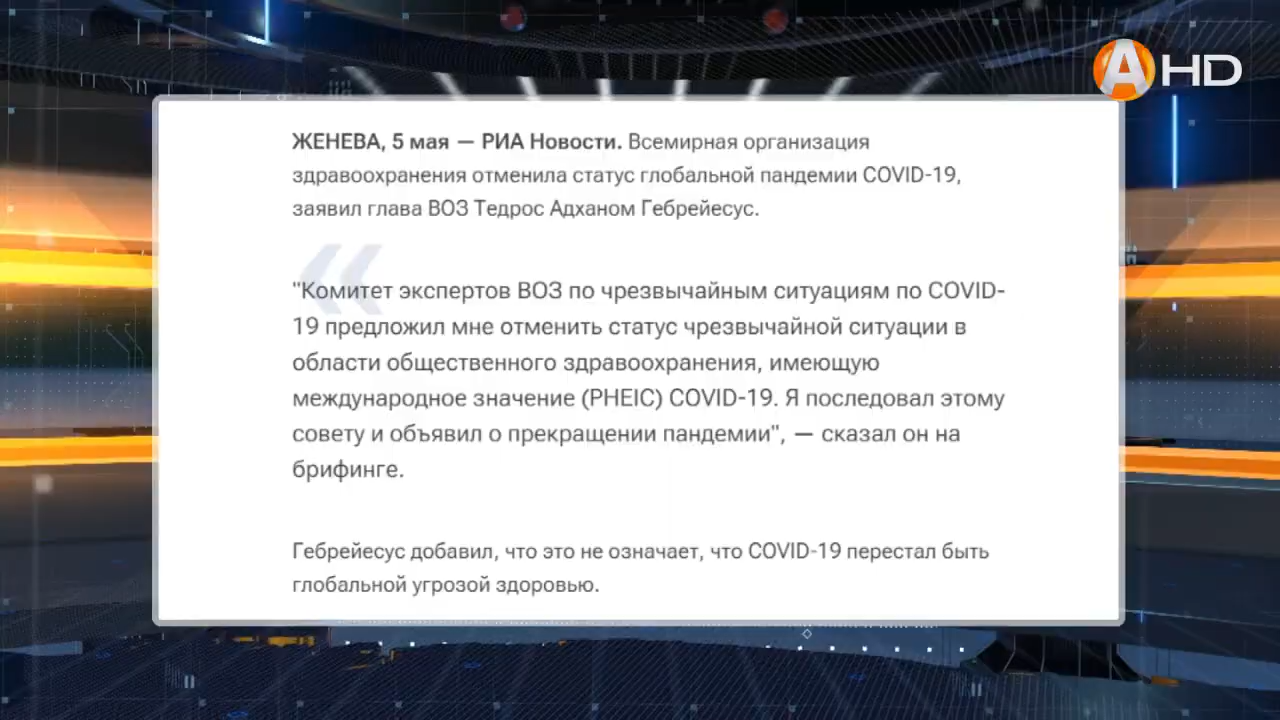 A HD
ЖЕНЕВА, 5 мая — РИА Новости. Всемирная организация
здравоохранения отменила статус глобальной пандемии COVID-19,
заявил глава ВОЗ Тедрос Адханом Гебрейесус.
"Комитет экспертов ВОЗ по чрезвычайным ситуациям по COVID-
19 предложил мне отменить статус чрезвычайной ситуации в
области общественного здравоохранения, имеющую
международное значение (PHEIC) COVID-19. Я последовал этому
совету и объявил о прекращении пандемии", — сказал он на
брифинге.
Гебрейесус добавил, что это не означает, что COVID-19 перестал быть
глобальной угрозой здоровью.